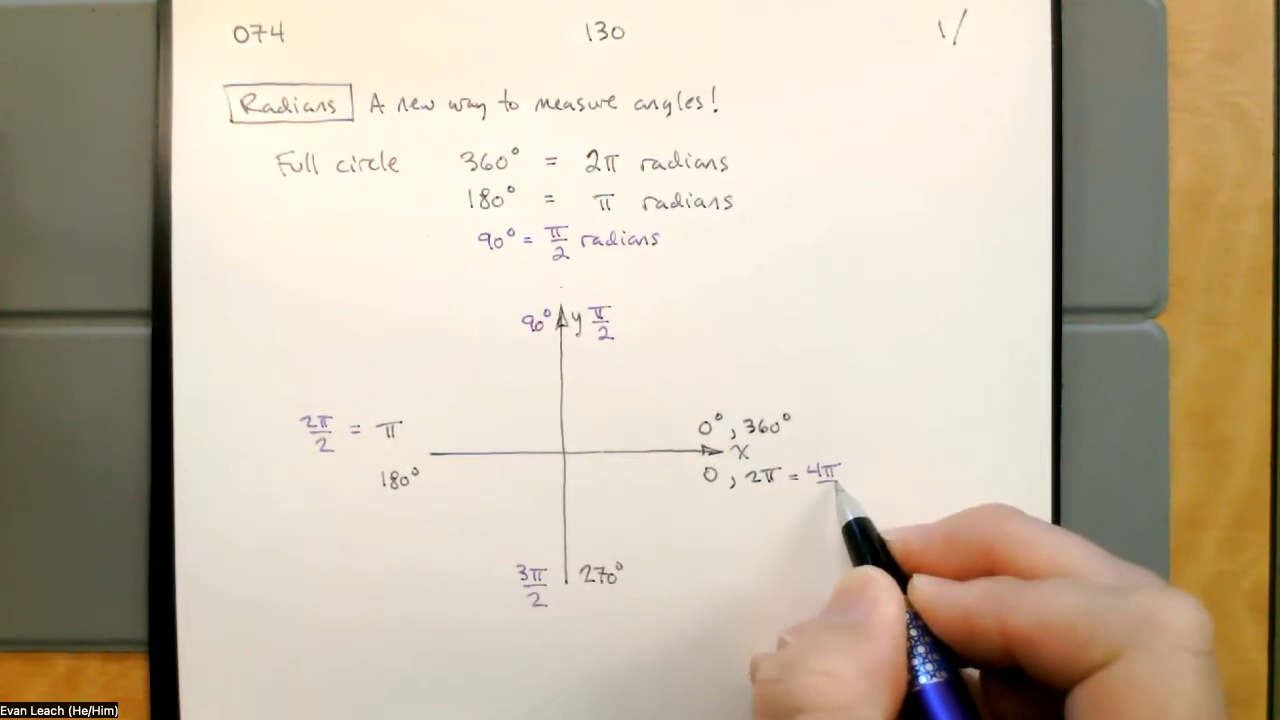 074 130 1/
Radians A new way to measure angles!
Full circle 360° = 2π radians
180° = π radians
90° = π/2 radians
90° y π/2
2π/2 = π
0°, 360°
x
180°
0, 2π = 4π
3π/2 270°
Evan Leach (He/Him)